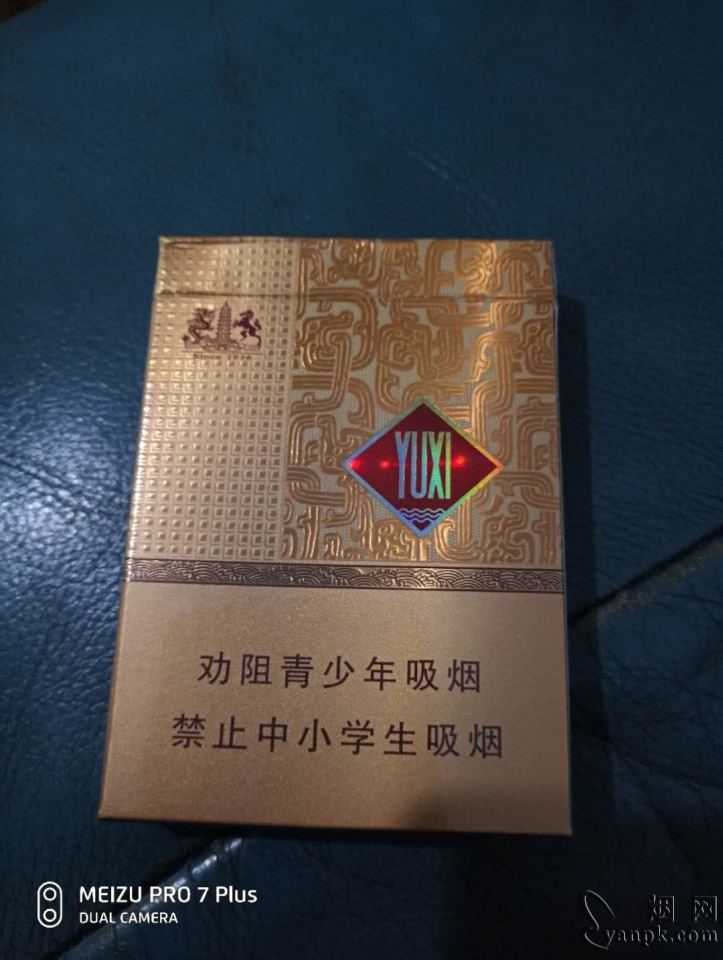 YUXI
劝阻青少年吸烟
禁止中小学生吸烟
MEIZU PRO 7 Plus
DUAL CAMERA
烟网
yanpk.com